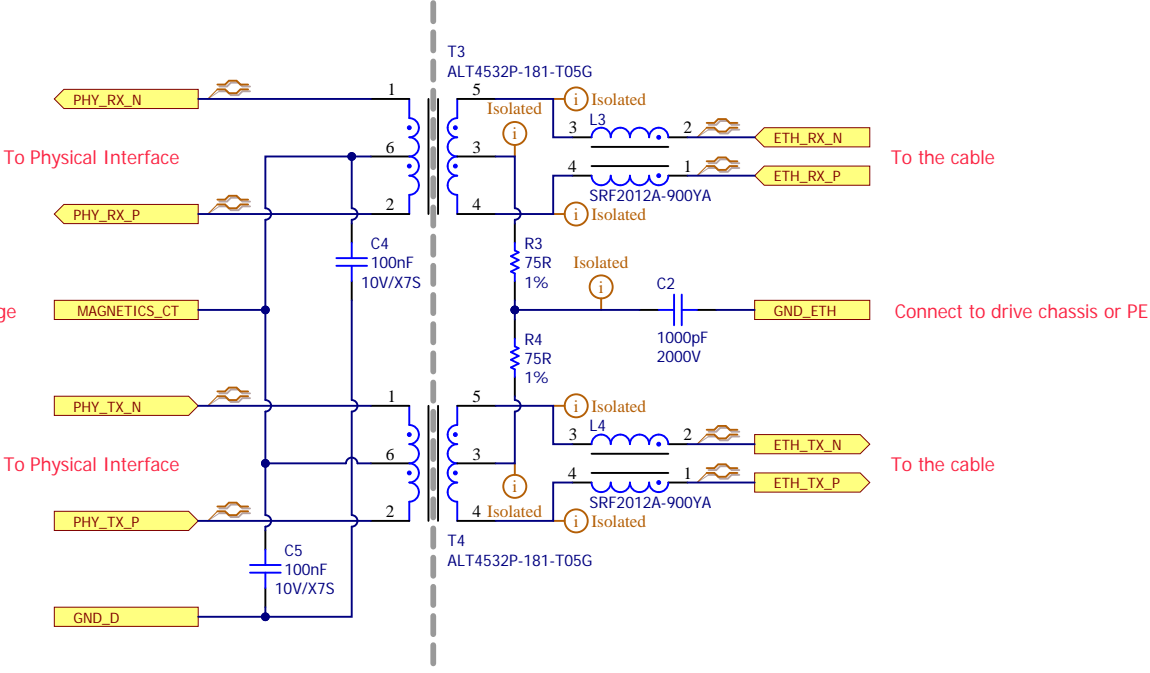 T3
ALT4532P-181-T05G
PHY_RX_N
1
5
Isolated
Isolated
i
i
L3
3
2
ETH_RX_N
To Physical Interface
6
3
To the cable
4
1
ETH_RX_P
SRF2012A-900YA
PHY_RX_P
2
4
i
Isolated
C4
100nF
10V/X7S
R3
75R
1%
Isolated
i
C2
1000pF
2000V
ge
MAGNETICS_CT
GND_ETH
Connect to drive chassis or PE
R4
75R
1%
PHY_TX_N
1
5
i
Isolated
L4
3
2
ETH_TX_N
To Physical Interface
6
3
To the cable
4
1
ETH_TX_P
i
Isolated
SRF2012A-900YA
PHY_TX_P
2
4
i
Isolated
T4
ALT4532P-181-T05G
C5
100nF
10V/X7S
GND_D